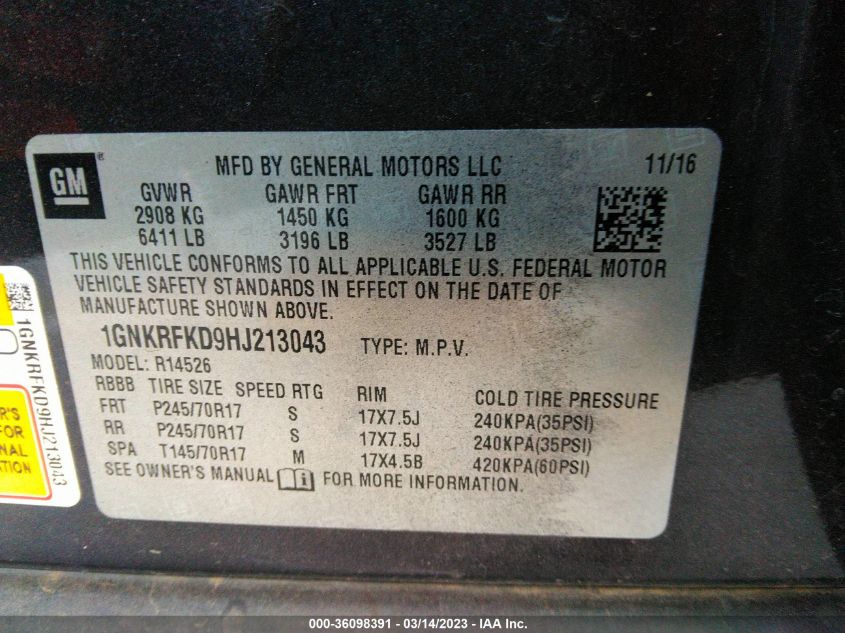 GM ®
MFD BY GENERAL MOTORS LLC 11/16
GVWR GAWR FRT GAWR RR
2908 KG 1450 KG 1600 KG
6411 LB 3196 LB 3527 LB
THIS VEHICLE CONFORMS TO ALL APPLICABLE U.S. FEDERAL MOTOR
VEHICLE SAFETY STANDARDS IN EFFECT ON THE DATE OF
MANUFACTURE SHOWN ABOVE.
1GNKRFKD9HJ213043 TYPE: M.P.V.
MODEL: R14526
RBBB TIRE SIZE SPEED RTG RIM COLD TIRE PRESSURE
FRT P245/70R17 S 17X7.5J 240KPA(35PSI)
RR P245/70R17 S 17X7.5J 240KPA(35PSI)
SPA T145/70R17 M 17X4.5B 420KPA(60PSI)
SEE OWNER'S MANUAL FOR MORE INFORMATION.
1GNKRFKD9HJ213043
R'S
FOR
NAL
ATION
000-36098391 — 03/14/2023 — IAA Inc.